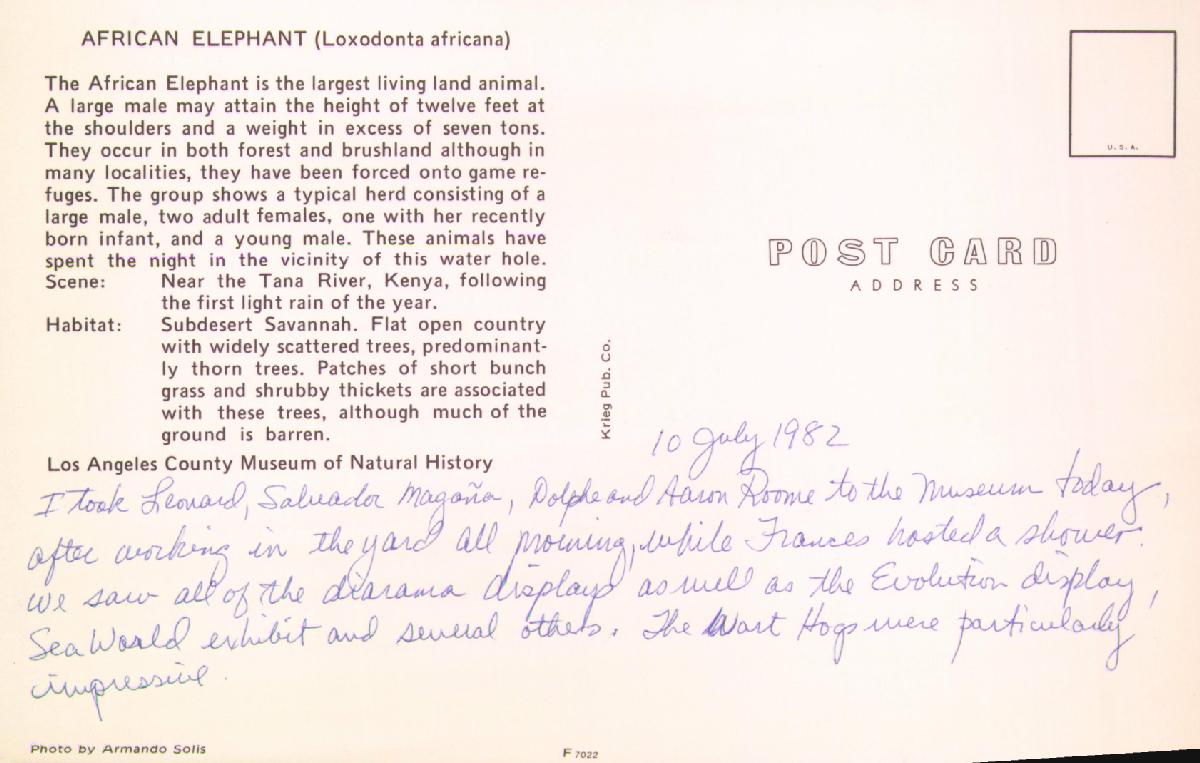 AFRICAN ELEPHANT (Loxodonta africana)
The African Elephant is the largest living land animal.
A large male may attain the height of twelve feet at
the shoulders and a weight in excess of seven tons.
They occur in both forest and brushland although in
many localities, they have been forced onto game re-
fuges. The group shows a typical herd consisting of a
large male, two adult females, one with her recently
born infant, and a young male. These animals have
spent the night in the vicinity of this water hole.
Scene: Near the Tana River, Kenya, following
the first light rain of the year.
Habitat: Subdesert Savannah. Flat open country
with widely scattered trees, predominant-
ly thorn trees. Patches of short bunch
grass and shrubby thickets are associated
with these trees, although much of the
ground is barren.
Los Angeles County Museum of Natural History
Krieg Pub. Co.
U.S.A.
POST CARD
ADDRESS
10 July 1982
I took Leonard, Salvador Magaña, Dolphe and Aaron Roome to the Museum today,
after working in the yard all morning, while Frances hosted a shower.
We saw all of the diarama displays as well as the Evolution display,
Sea World exhibit and several others. The Wart Hogs were particularly
impressive.
Photo by Armando Solis
F 7022